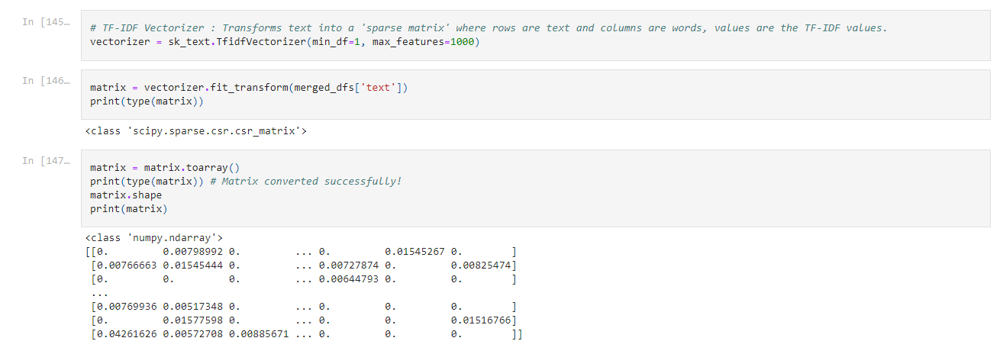 In [145…
# TF-IDF Vectorizer : Transforms text into a 'sparse matrix' where rows are text and columns are words, values are the TF-IDF values.
vectorizer = sk_text.TfidfVectorizer(min_df=1, max_features=1000)
In [146…
matrix = vectorizer.fit_transform(merged_dfs['text'])
print(type(matrix))
<class 'scipy.sparse.csr.csr_matrix'>
In [147…
matrix = matrix.toarray()
print(type(matrix)) # Matrix converted successfully!
matrix.shape
print(matrix)
<class 'numpy.ndarray'>
[[0.         0.00798992 0.         ... 0.         0.01545267 0.        ]
 [0.00766663 0.01545444 0.         ... 0.00727874 0.         0.00825474]
 [0.         0.         0.         ... 0.00644793 0.         0.        ]
 ...
 [0.00769936 0.00517348 0.         ... 0.         0.         0.        ]
 [0.         0.01577598 0.         ... 0.         0.         0.01516766]
 [0.04261626 0.00572708 0.00885671 ... 0.         0.         0.        ]]